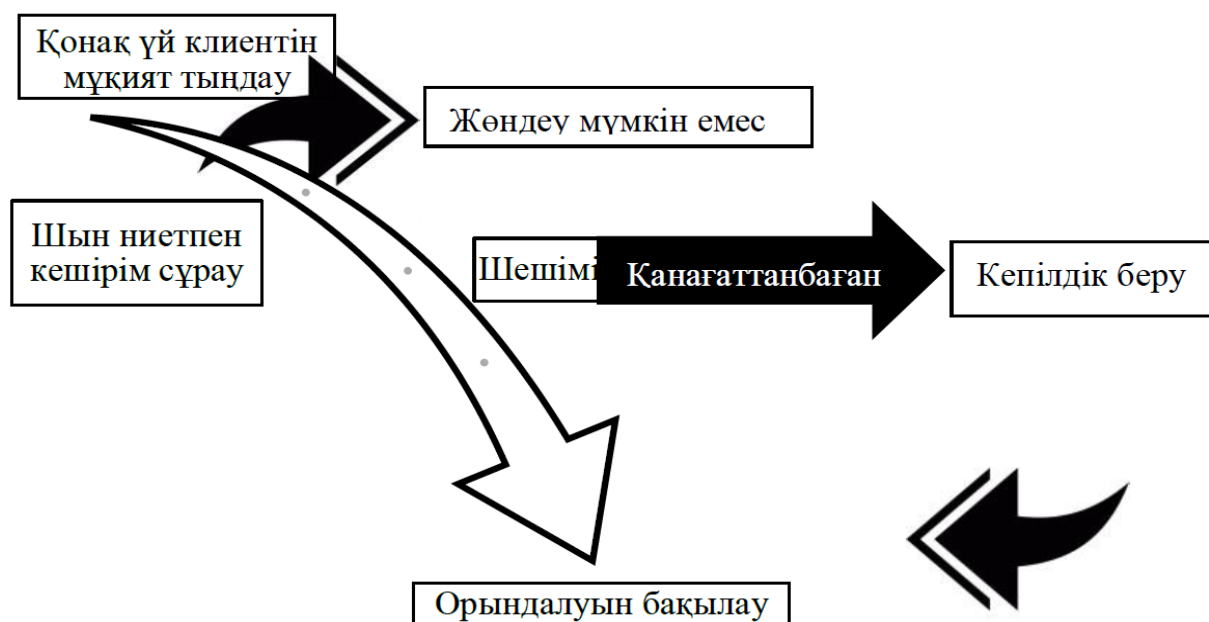 Қонақ үй клиентін
мұқият тыңдау
Жөндеу мүмкін емес
Шын ниетпен
кешірім сұрау
Шешімі
Қанағаттанбаған
Кепілдік беру
Орындалуын бақылау